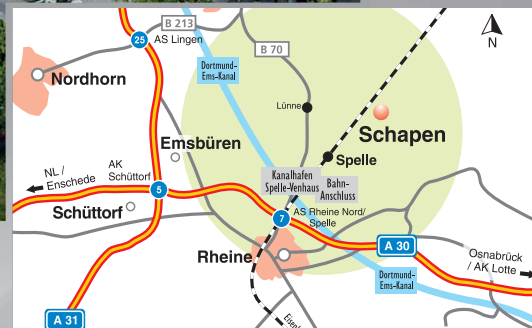 B 213
25
AS Lingen
B 70
N
Nordhorn
Dortmund-
Ems-Kanal
Lünne
Schapen
Emsbüren
Spelle
NL /
Enschede
AK
Schüttorf
Kanalhafen
Spelle-Venhaus
Bahn-
Anschluss
5
Schüttorf
7
AS Rheine Nord/
Spelle
Rheine
A 30
Osnabrück
/ AK Lotte
Dortmund-
Ems-Kanal
A 31